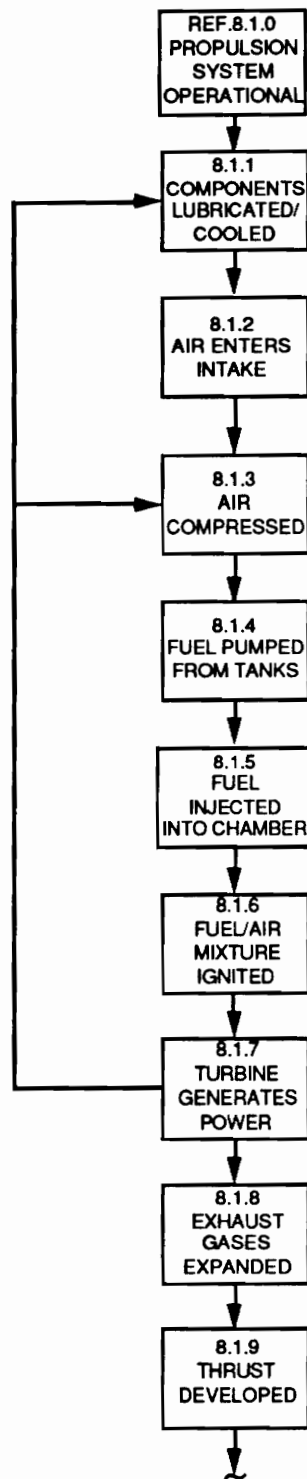 REF.8.1.0
PROPULSION
SYSTEM
OPERATIONAL
8.1.1
COMPONENTS
LUBRICATED/
COOLED
8.1.2
AIR ENTERS
INTAKE
8.1.3
AIR
COMPRESSED
8.1.4
FUEL PUMPED
FROM TANKS
8.1.5
FUEL
INJECTED
INTO CHAMBER
8.1.6
FUEL/AIR
MIXTURE
IGNITED
8.1.7
TURBINE
GENERATES
POWER
8.1.8
EXHAUST
GASES
EXPANDED
8.1.9
THRUST
DEVELOPED